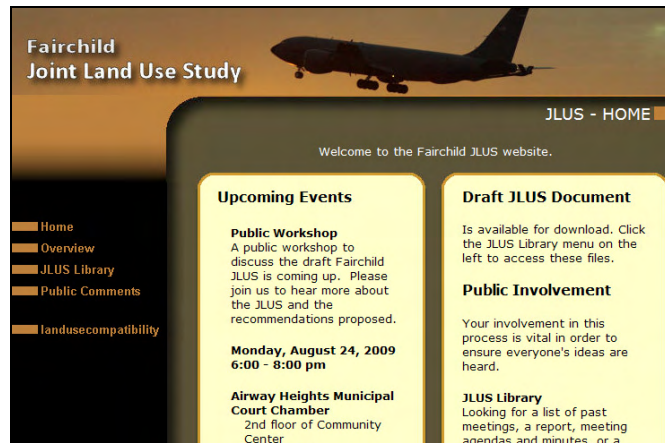 Fairchild
Joint Land Use Study
JLUS - HOME
Welcome to the Fairchild JLUS website.
Home
Overview
JLUS Library
Public Comments
landusecompatibility
Upcoming Events
Public Workshop
A public workshop to
discuss the draft Fairchild
JLUS is coming up.  Please
join us to hear more about
the JLUS and the
recommendations proposed.
Monday, August 24, 2009
6:00 - 8:00 pm
Airway Heights Municipal
Court Chamber
2nd floor of Community
Center
Draft JLUS Document
Is available for download. Click
the JLUS Library menu on the
left to access these files.
Public Involvement
Your involvement in this
process is vital in order to
ensure everyone's ideas are
heard.
JLUS Library
Looking for a list of past
meetings, a report, meeting
agendas and minutes, or a